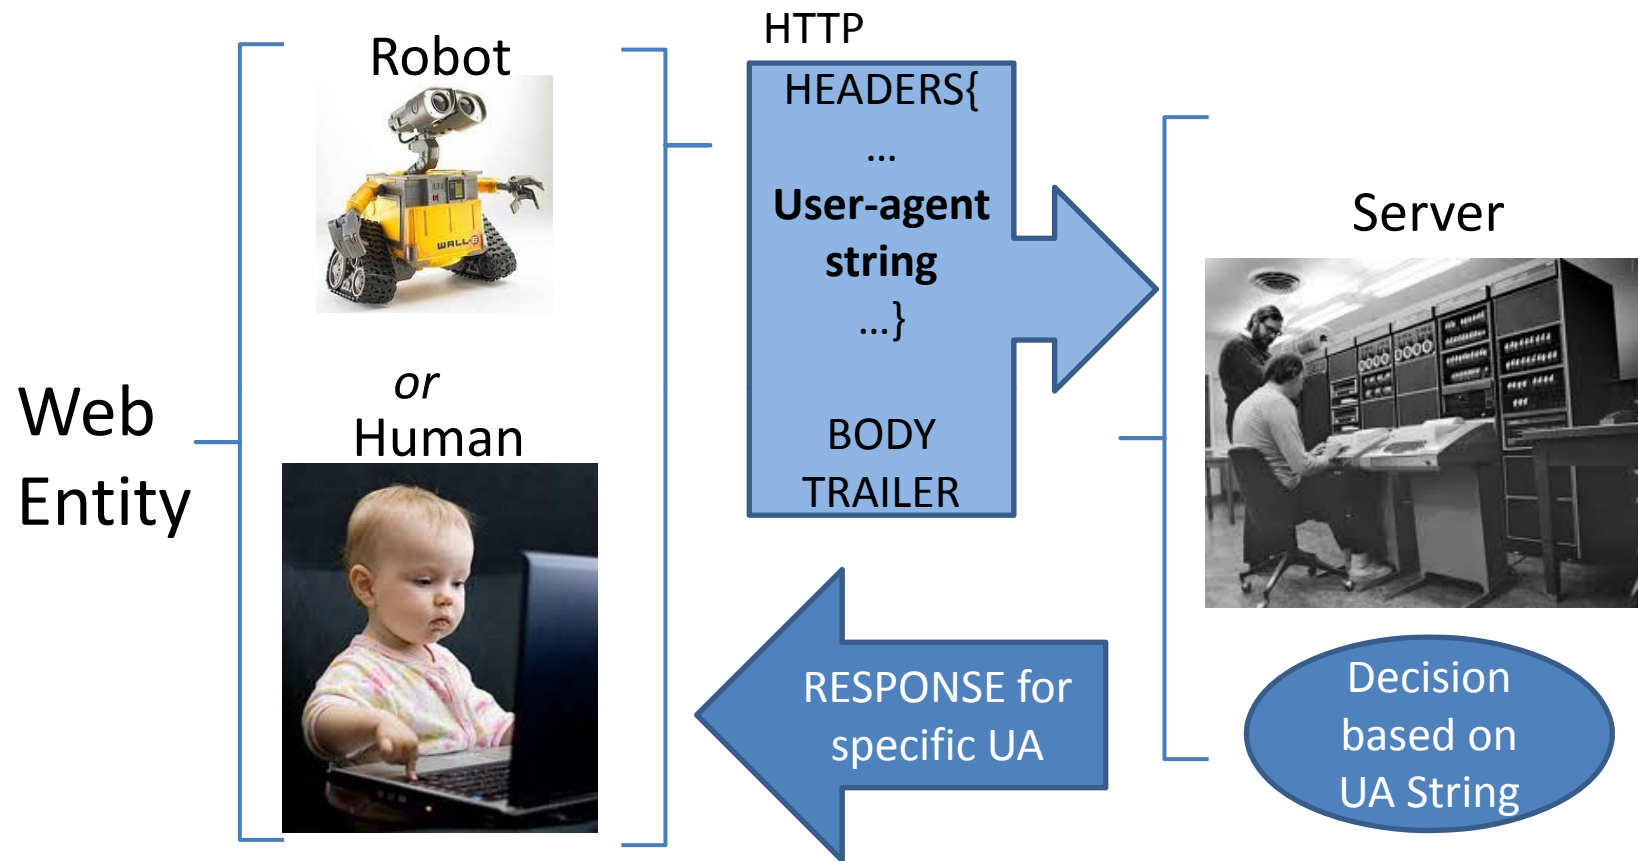 Web
Entity
Robot
WALL•E
or
Human
HTTP
HEADERS{
...
User-agent
string
...}
BODY
TRAILER
RESPONSE for
specific UA
Server
Decision
based on
UA String